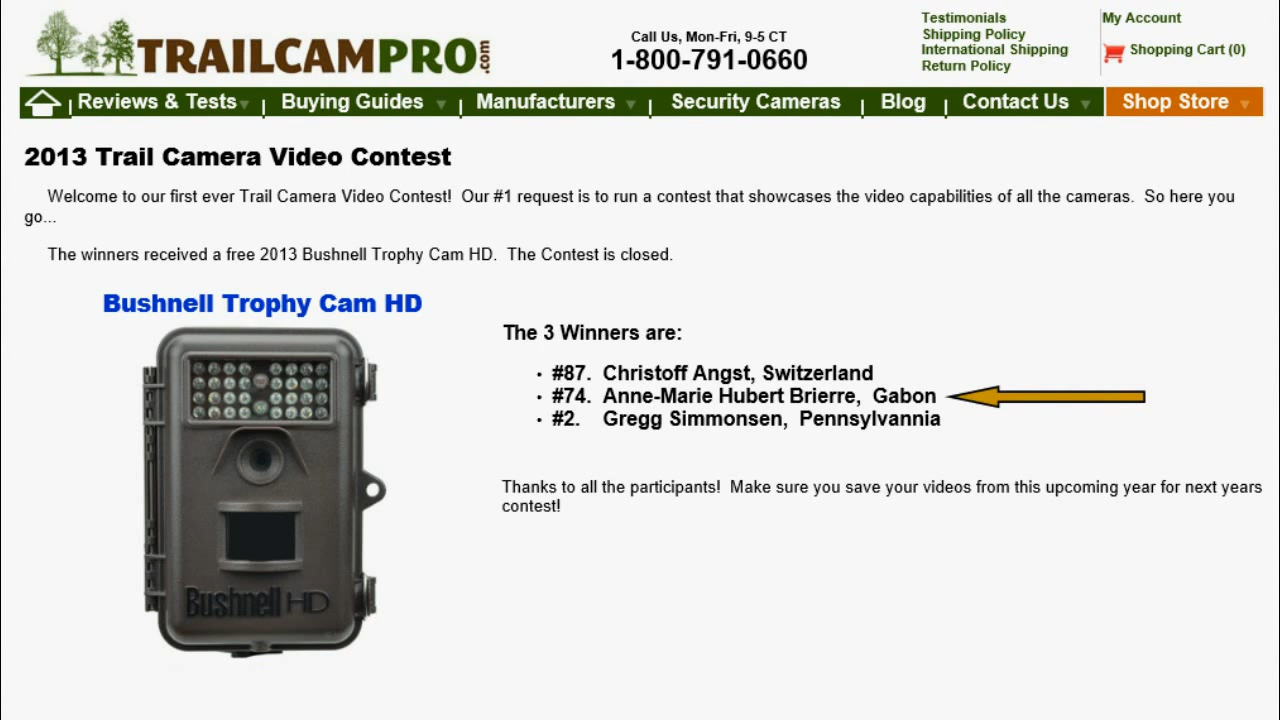 TRAILCAMPRO.com
Call Us, Mon-Fri, 9-5 CT
1-800-791-0660
Testimonials
Shipping Policy
International Shipping
Return Policy
My Account
Shopping Cart (0)
Reviews & Tests
Buying Guides
Manufacturers
Security Cameras
Blog
Contact Us
Shop Store
2013 Trail Camera Video Contest
Welcome to our first ever Trail Camera Video Contest! Our #1 request is to run a contest that showcases the video capabilities of all the cameras. So here you
go...
The winners received a free 2013 Bushnell Trophy Cam HD. The Contest is closed.
Bushnell Trophy Cam HD
Bushnell HD
The 3 Winners are:
• #87. Christoff Angst, Switzerland
• #74. Anne-Marie Hubert Brierre, Gabon
• #2. Gregg Simmonsen, Pennsylvannia
Thanks to all the participants! Make sure you save your videos from this upcoming year for next years
contest!